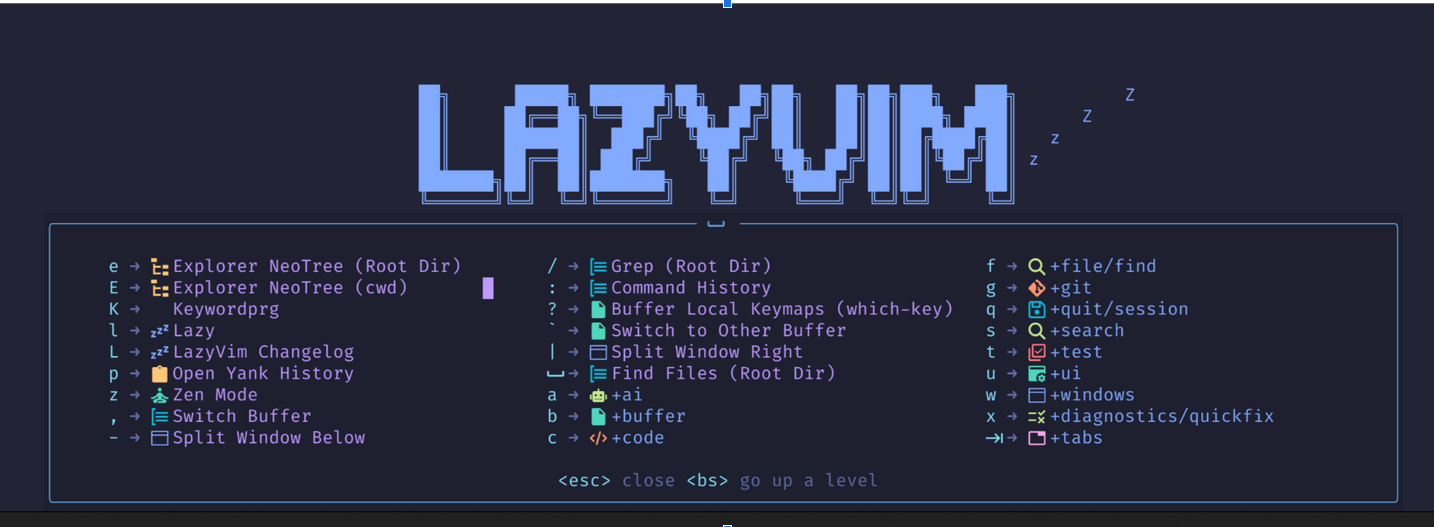 LAZYVIM
Z
Z
z
z
␣
e → Explorer NeoTree (Root Dir)
E → Explorer NeoTree (cwd)
K → Keywordprg
l → zzz Lazy
L → zzz LazyVim Changelog
p → Open Yank History
z → Zen Mode
, → Switch Buffer
- → Split Window Below
/ → Grep (Root Dir)
: → Command History
? → Buffer Local Keymaps (which-key)
` → Switch to Other Buffer
| → Split Window Right
␣ → Find Files (Root Dir)
a → +ai
b → +buffer
c → </> +code
f → +file/find
g → +git
q → +quit/session
s → +search
t → +test
u → +ui
w → +windows
x → +diagnostics/quickfix
⇥ → +tabs
<esc> close <bs> go up a level